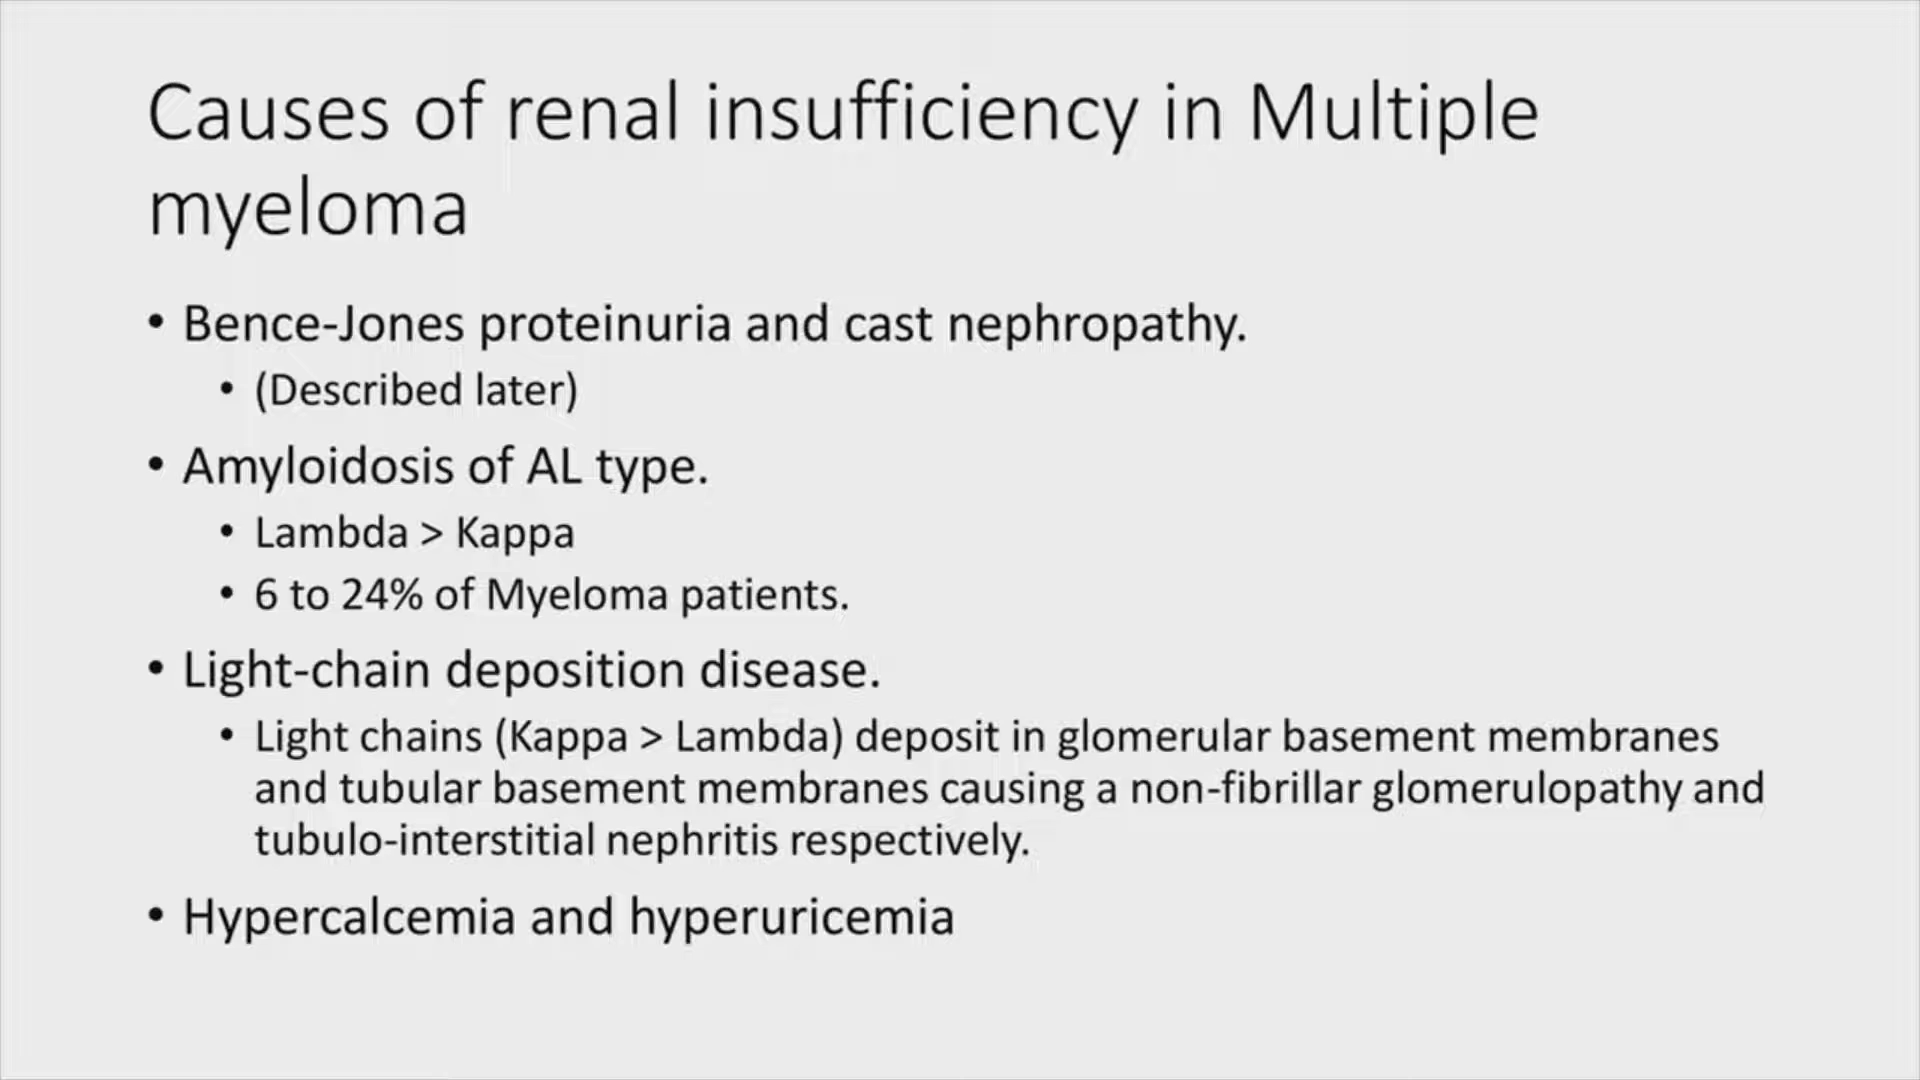 Causes of renal insufficiency in Multiple
myeloma
• Bence-Jones proteinuria and cast nephropathy.
• (Described later)
• Amyloidosis of AL type.
• Lambda > Kappa
• 6 to 24% of Myeloma patients.
• Light-chain deposition disease.
• Light chains (Kappa > Lambda) deposit in glomerular basement membranes
and tubular basement membranes causing a non-fibrillar glomerulopathy and
tubulo-interstitial nephritis respectively.
• Hypercalcemia and hyperuricemia